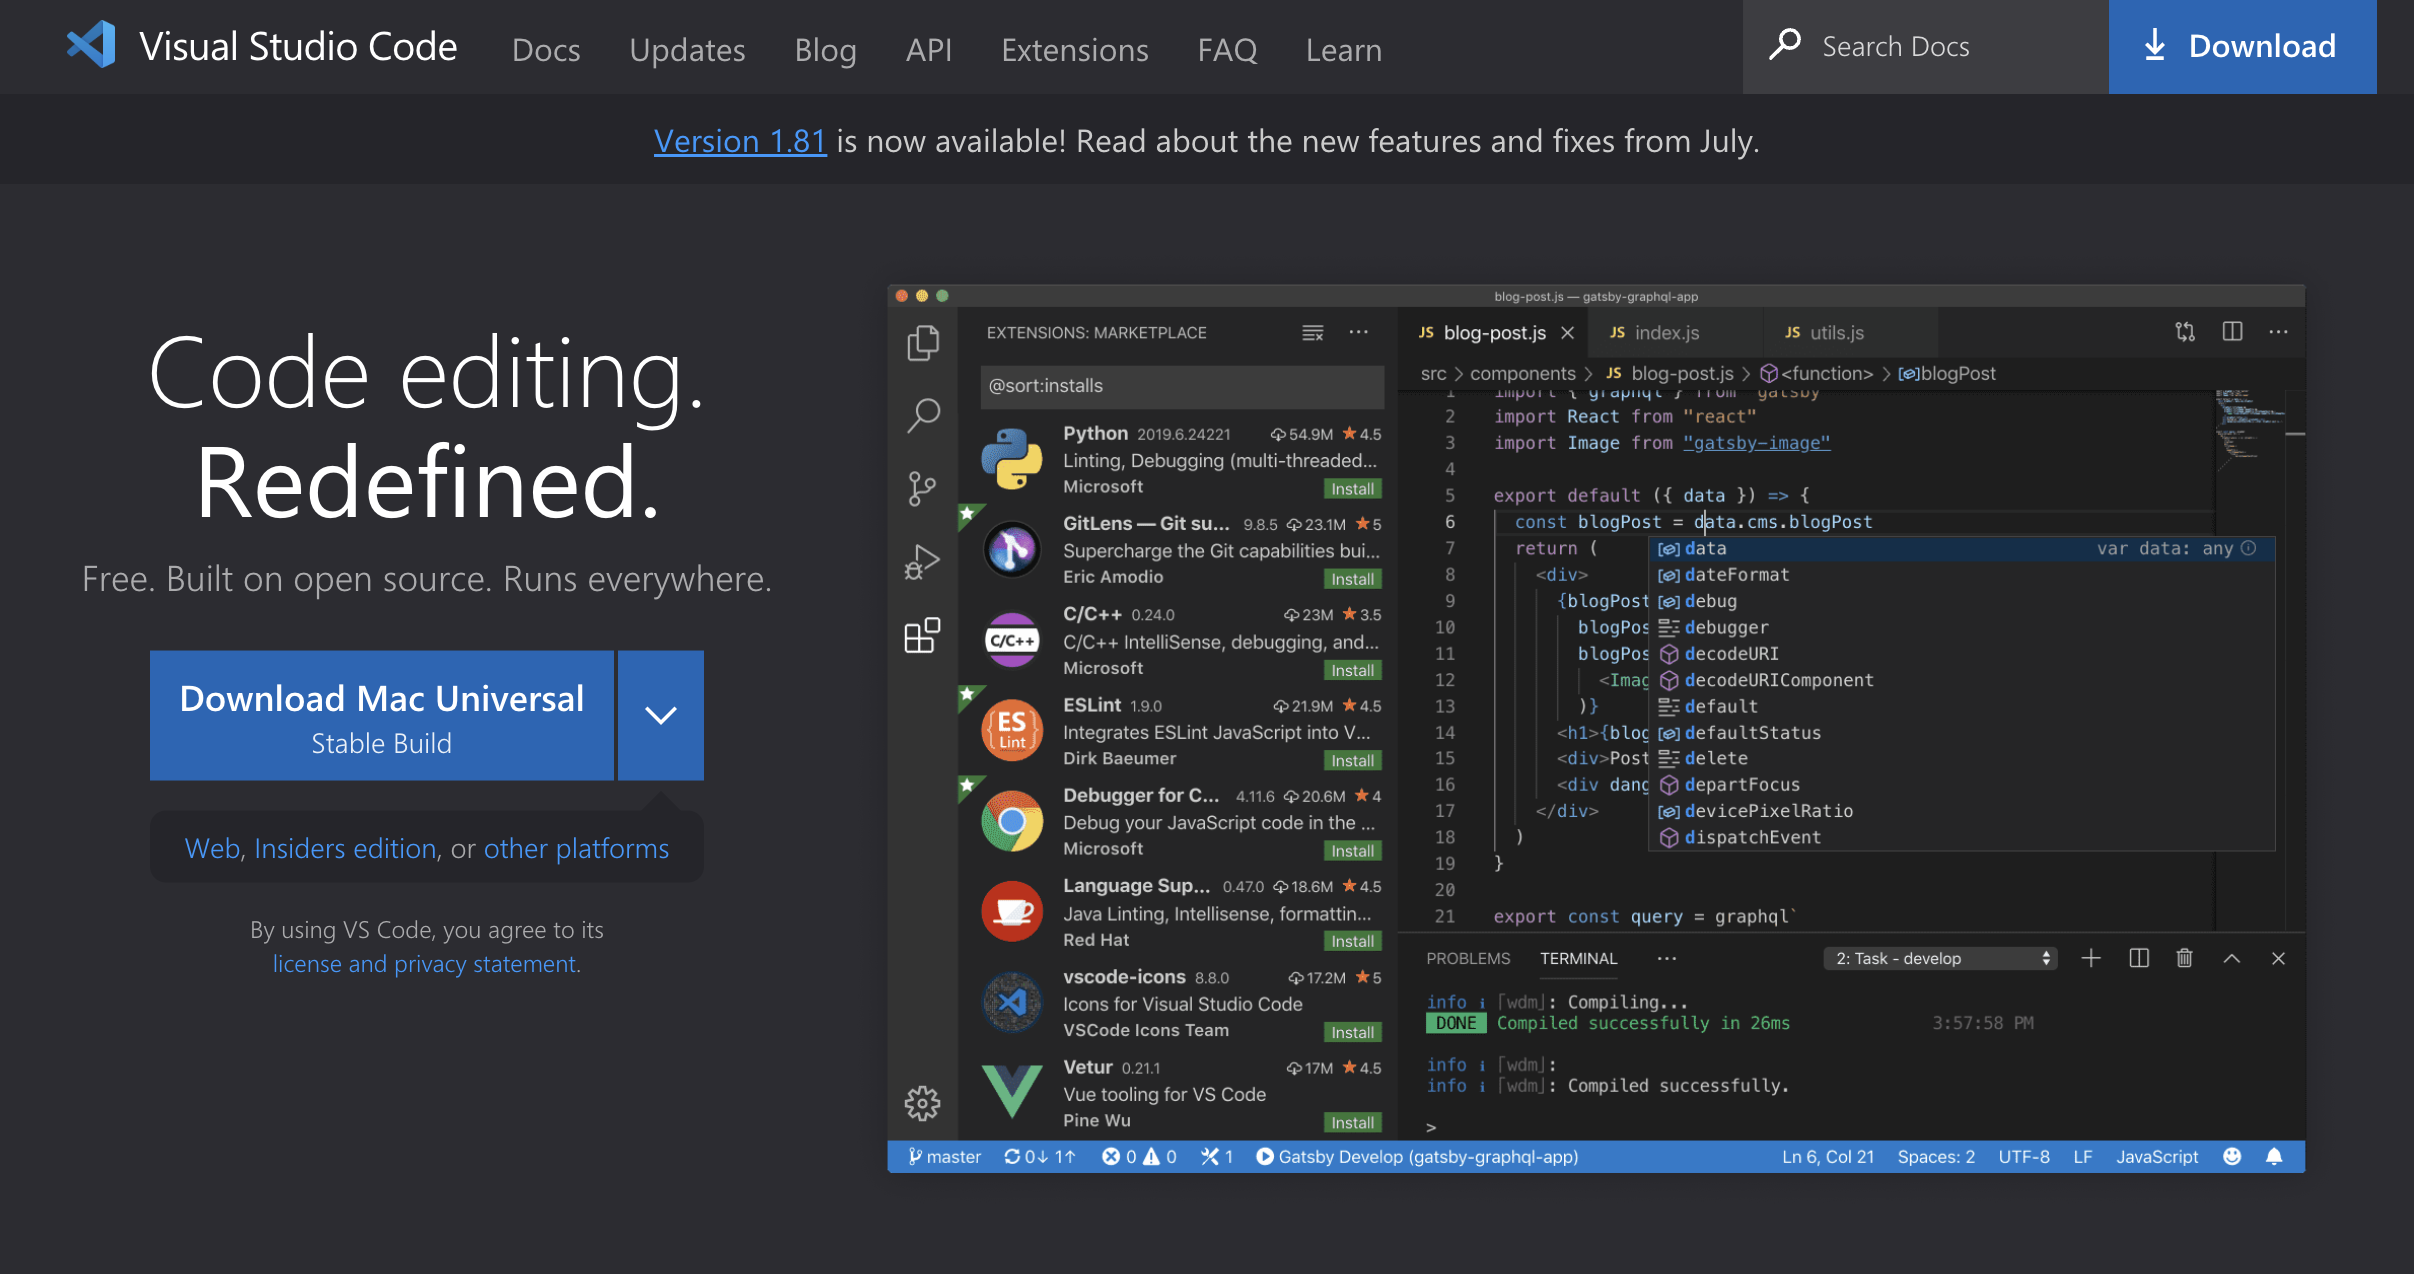 Visual Studio Code Docs Updates Blog API Extensions FAQ Learn Search Docs Download
Version 1.81 is now available! Read about the new features and fixes from July.
Code editing.
Redefined.
Free. Built on open source. Runs everywhere.
Download Mac Universal
Stable Build
Web, Insiders edition, or other platforms
By using VS Code, you agree to its
license and privacy statement.
blog-post.js — gatsby-graphql-app
EXTENSIONS: MARKETPLACE
@sort:installs
Python 2019.6.24221 54.9M 4.5
Linting, Debugging (multi-threaded...
Microsoft Install
GitLens — Git su... 9.8.5 23.1M 5
Supercharge the Git capabilities bui...
Eric Amodio Install
C/C++
C/C++ 0.24.0 23M 3.5
C/C++ IntelliSense, debugging, and...
Microsoft Install
ES
Lint
ESLint 1.9.0 21.9M 4.5
Integrates ESLint JavaScript into V...
Dirk Baeumer Install
Debugger for C... 4.11.6 20.6M 4
Debug your JavaScript code in the ...
Microsoft Install
Language Sup... 0.47.0 18.6M 4.5
Java Linting, Intellisense, formattin...
Red Hat Install
vscode-icons 8.8.0 17.2M 5
Icons for Visual Studio Code
VSCode Icons Team Install
Vetur 0.21.1 17M 4.5
Vue tooling for VS Code
Pine Wu Install
JS blog-post.js JS index.js JS utils.js
src > components > JS blog-post.js > <function> > blogPost
1 import { graphql } from "gatsby"
2 import React from "react"
3 import Image from "gatsby-image"
4
5 export default ({ data }) => {
6 const blogPost = data.cms.blogPost
7 return (
8 <div>
9 {blogPost
10 blogPos
11 blogPos
12 <Imag
13 )}
14 <h1>{blog
15 <div>Post
16 <div dang
17 </div>
18 )
19 }
20
21 export const query = graphql`
data var data: any
dateFormat
debug
debugger
decodeURI
decodeURIComponent
default
defaultStatus
delete
departFocus
devicePixelRatio
dispatchEvent
PROBLEMS TERMINAL ... 2: Task - develop
info i [wdm]: Compiling...
DONE Compiled successfully in 26ms 3:57:58 PM
info i [wdm]:
info i [wdm]: Compiled successfully.
>
master 0↓ 1↑ 0 0 1 Gatsby Develop (gatsby-graphql-app) Ln 6, Col 21 Spaces: 2 UTF-8 LF JavaScript